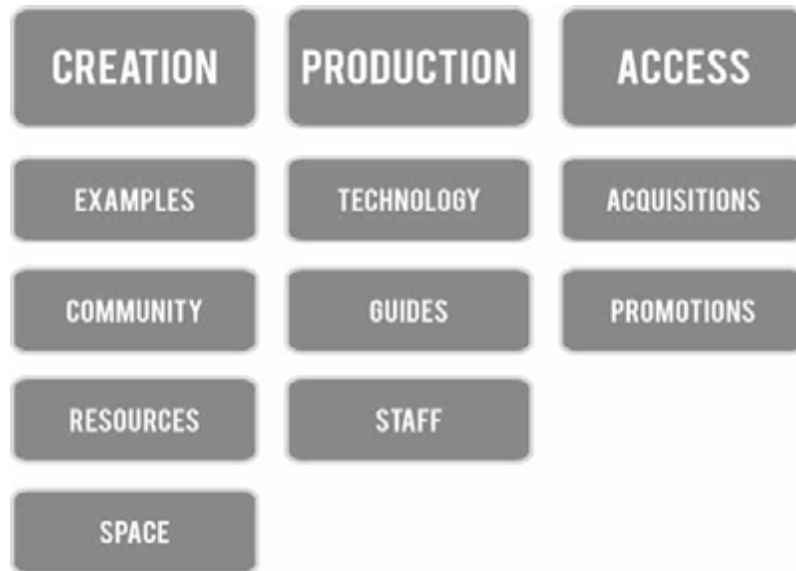 CREATION
PRODUCTION
ACCESS
EXAMPLES
TECHNOLOGY
ACQUISITIONS
COMMUNITY
GUIDES
PROMOTIONS
RESOURCES
STAFF
SPACE